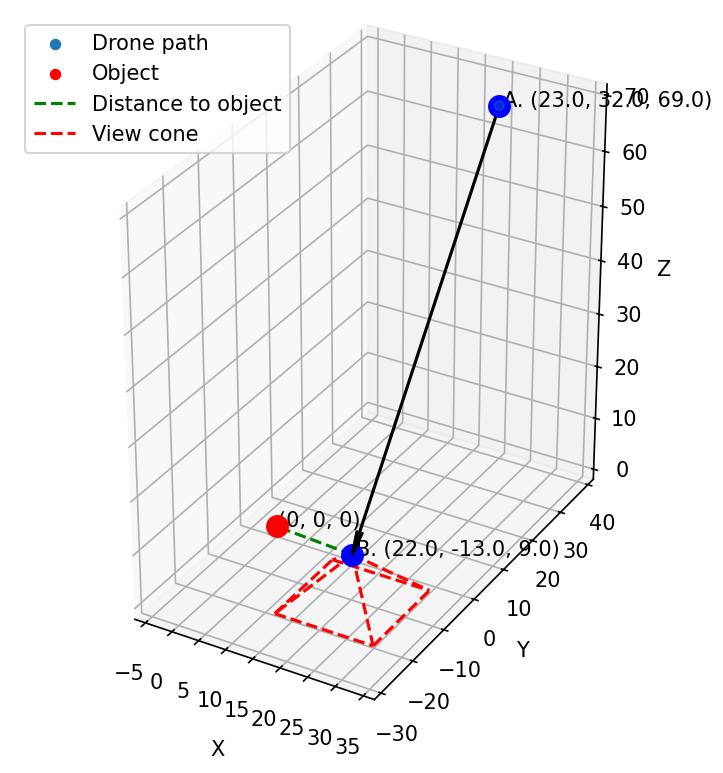 Drone path
Object
Distance to object
View cone
A. (23.0, 32.0, 69.0)
70
60
50
40
Z
30
20
10
0
(0, 0, 0)
B. (22.0, -13.0, 9.0)
40
30
20
10
0
Y
−10
−20
−30
−5
0
5
10
15
20
25
30
35
X